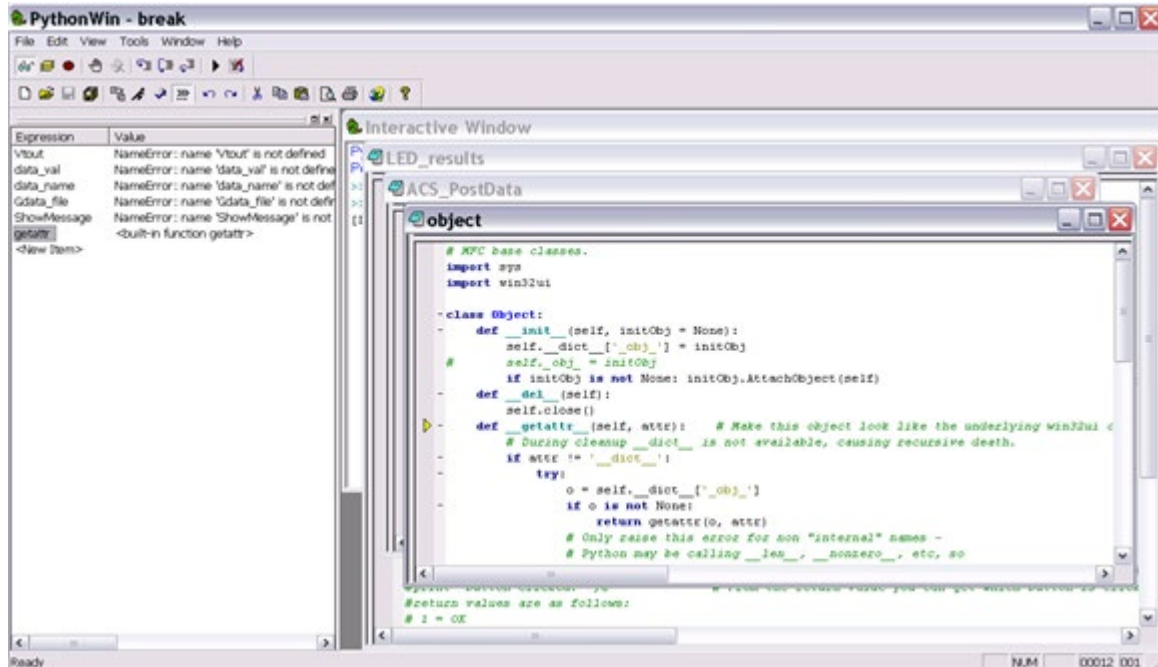 PythonWin - break
File Edit View Tools Window Help
Expression Value
Vtout NameError: name 'Vtout' is not defined
data_val NameError: name 'data_val' is not define
data_name NameError: name 'data_name' is not def
Gdata_file NameError: name 'Gdata_file' is not defin
ShowMessage NameError: name 'ShowMessage' is not
getattr <built-in function getattr>
<New Item>
Interactive Window
LED_results
ACS_PostData
object
# MFC base classes.
import sys
import win32ui
class Object:
def __init__(self, initObj = None):
self.__dict__['_obj_'] = initObj
# self._obj_ = initObj
if initObj is not None: initObj.AttachObject(self)
def __del__(self):
self.close()
def __getattr__(self, attr): # Make this object look like the underlying win32ui
# During cleanup __dict__ is not available, causing recursive death.
if attr != '__dict__':
try:
o = self.__dict__['_obj_']
if o is not None:
return getattr(o, attr)
# Only raise this error for non "internal" names -
# Python may be calling __len__, __nonzero__, etc, so
#return values are as follows:
# 1 = OK
Ready
NUM 00012 001